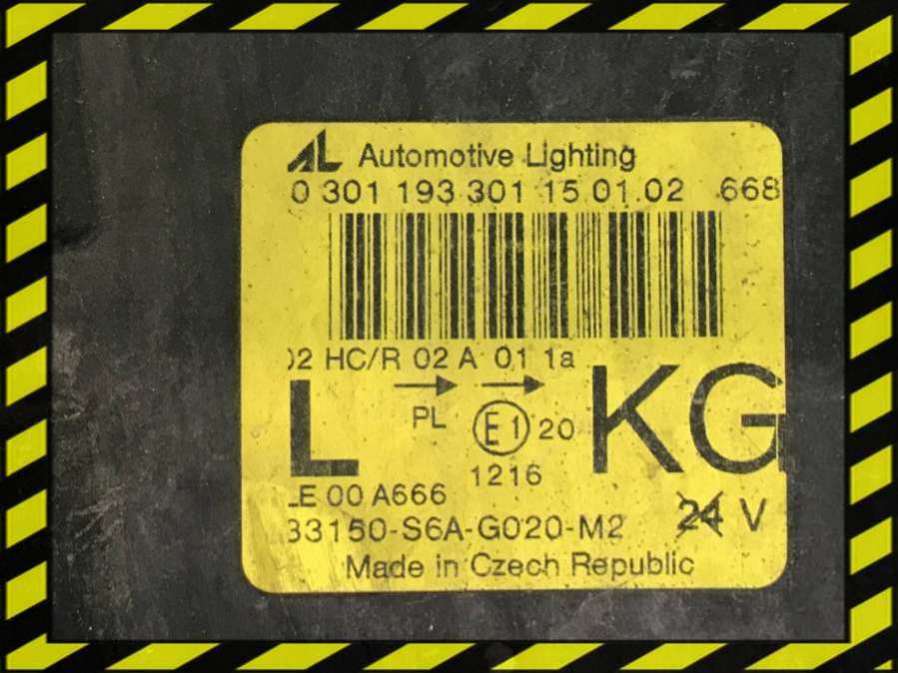 AL Automotive Lighting
0 301 193 301 15 01.02 668
02 HC/R 02 A 01 1a
L PL E1 20 KG
1216
LE 00 A666
33150-S6A-G020-M2 24 V
Made in Czech Republic